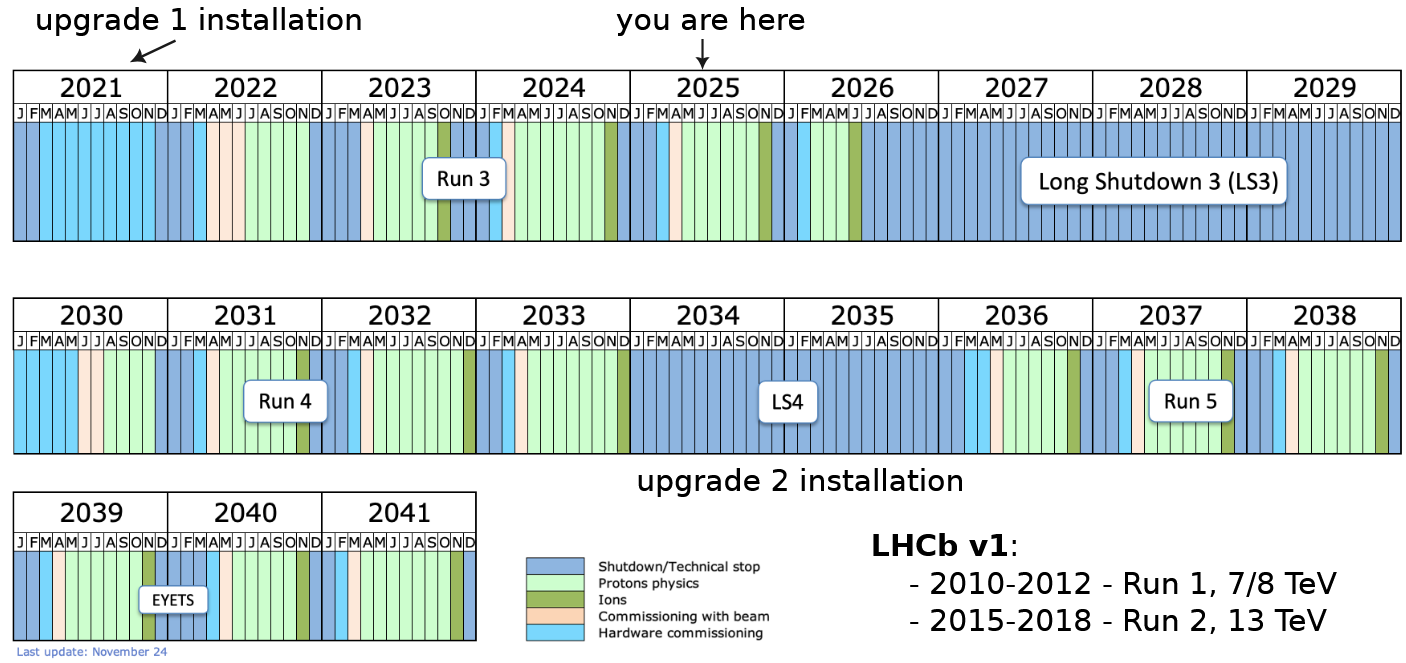 upgrade 1 installation
you are here
2021 2022 2023 2024 2025 2026 2027 2028 2029
J F M A M J J A S O N D J F M A M J J A S O N D J F M A M J J A S O N D J F M A M J J A S O N D J F M A M J J A S O N D J F M A M J J A S O N D J F M A M J J A S O N D J F M A M J J A S O N D J F M A M J J A S O N D
Run 3
Long Shutdown 3 (LS3)
2030 2031 2032 2033 2034 2035 2036 2037 2038
J F M A M J J A S O N D J F M A M J J A S O N D J F M A M J J A S O N D J F M A M J J A S O N D J F M A M J J A S O N D J F M A M J J A S O N D J F M A M J J A S O N D J F M A M J J A S O N D J F M A M J J A S O N D
Run 4
LS4
Run 5
upgrade 2 installation
2039 2040 2041
J F M A M J J A S O N D J F M A M J J A S O N D J F M A M J J A S O N D
EYETS
Last update: November 24
Shutdown/Technical stop
Protons physics
Ions
Commissioning with beam
Hardware commissioning
LHCb v1:
- 2010-2012 - Run 1, 7/8 TeV
- 2015-2018 - Run 2, 13 TeV